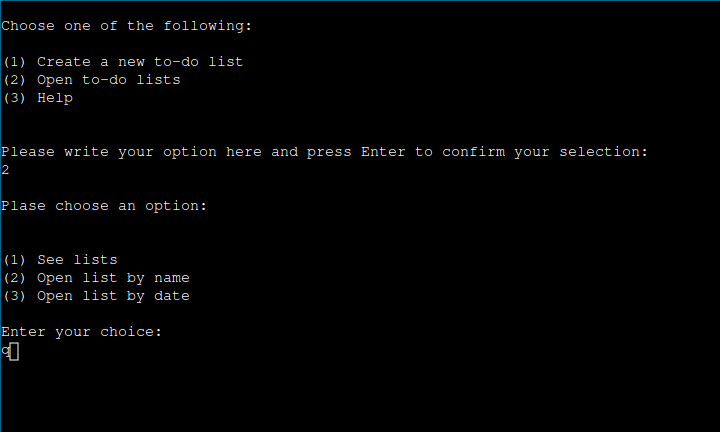 Choose one of the following:
(1) Create a new to-do list
(2) Open to-do lists
(3) Help
Please write your option here and press Enter to confirm your selection:
2
Plase choose an option:
(1) See lists
(2) Open list by name
(3) Open list by date
Enter your choice:
q